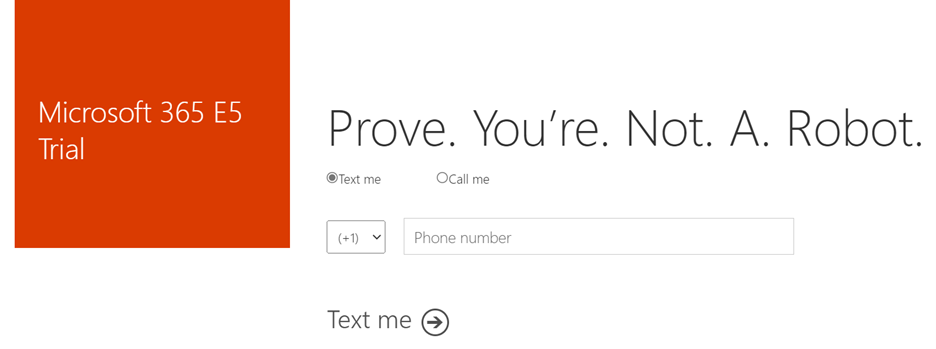 Microsoft 365 E5
Trial
Prove. You’re. Not. A. Robot.
Text me Call me
(+1) Phone number
Text me